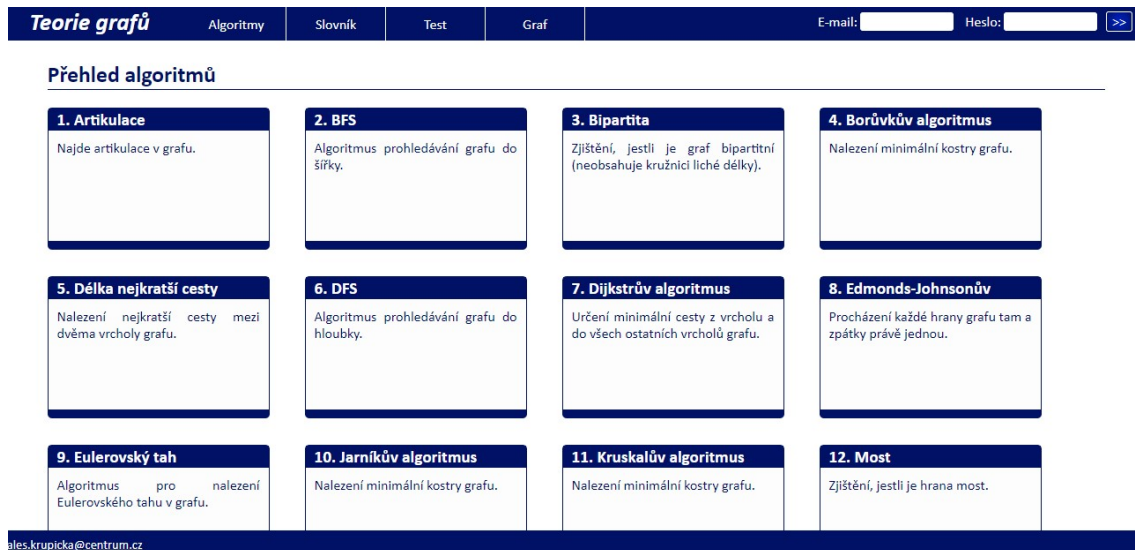 Teorie grafů Algoritmy Slovník Test Graf E-mail: Heslo: >>
Přehled algoritmů
1. Artikulace
Najde artikulace v grafu.
2. BFS
Algoritmus prohledávání grafu do
šířky.
3. Bipartita
Zjištění, jestli je graf bipartitní
(neobsahuje kružnici liché délky).
4. Borůvkův algoritmus
Nalezení minimální kostry grafu.
5. Délka nejkratší cesty
Nalezení nejkratší cesty mezi
dvěma vrcholy grafu.
6. DFS
Algoritmus prohledávání grafu do
hloubky.
7. Dijkstrův algoritmus
Určení minimální cesty z vrcholu a
do všech ostatních vrcholů grafu.
8. Edmonds-Johnsonův
Procházení každé hrany grafu tam a
zpátky právě jednou.
9. Eulerovský tah
Algoritmus pro nalezení
Eulerovského tahu v grafu.
10. Jarníkův algoritmus
Nalezení minimální kostry grafu.
11. Kruskalův algoritmus
Nalezení minimální kostry grafu.
12. Most
Zjištění, jestli je hrana most.
ales.krupicka@centrum.cz